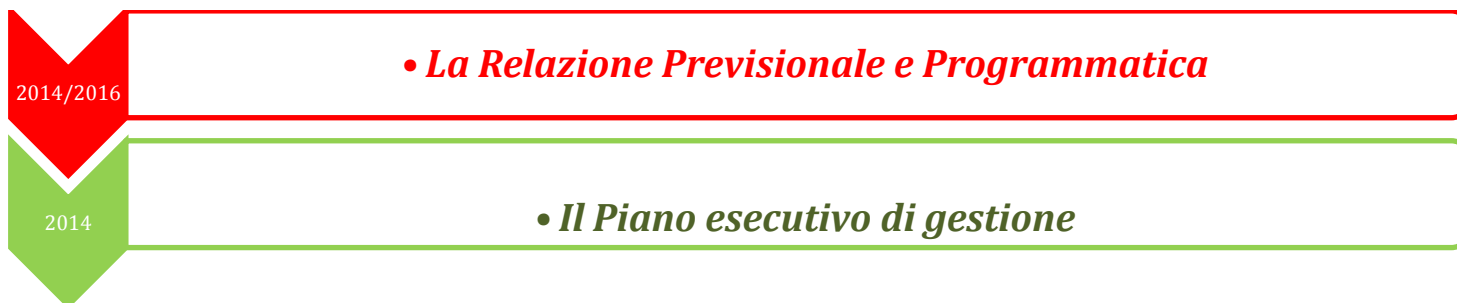 2014/2016
• La Relazione Previsionale e Programmatica
2014
• Il Piano esecutivo di gestione